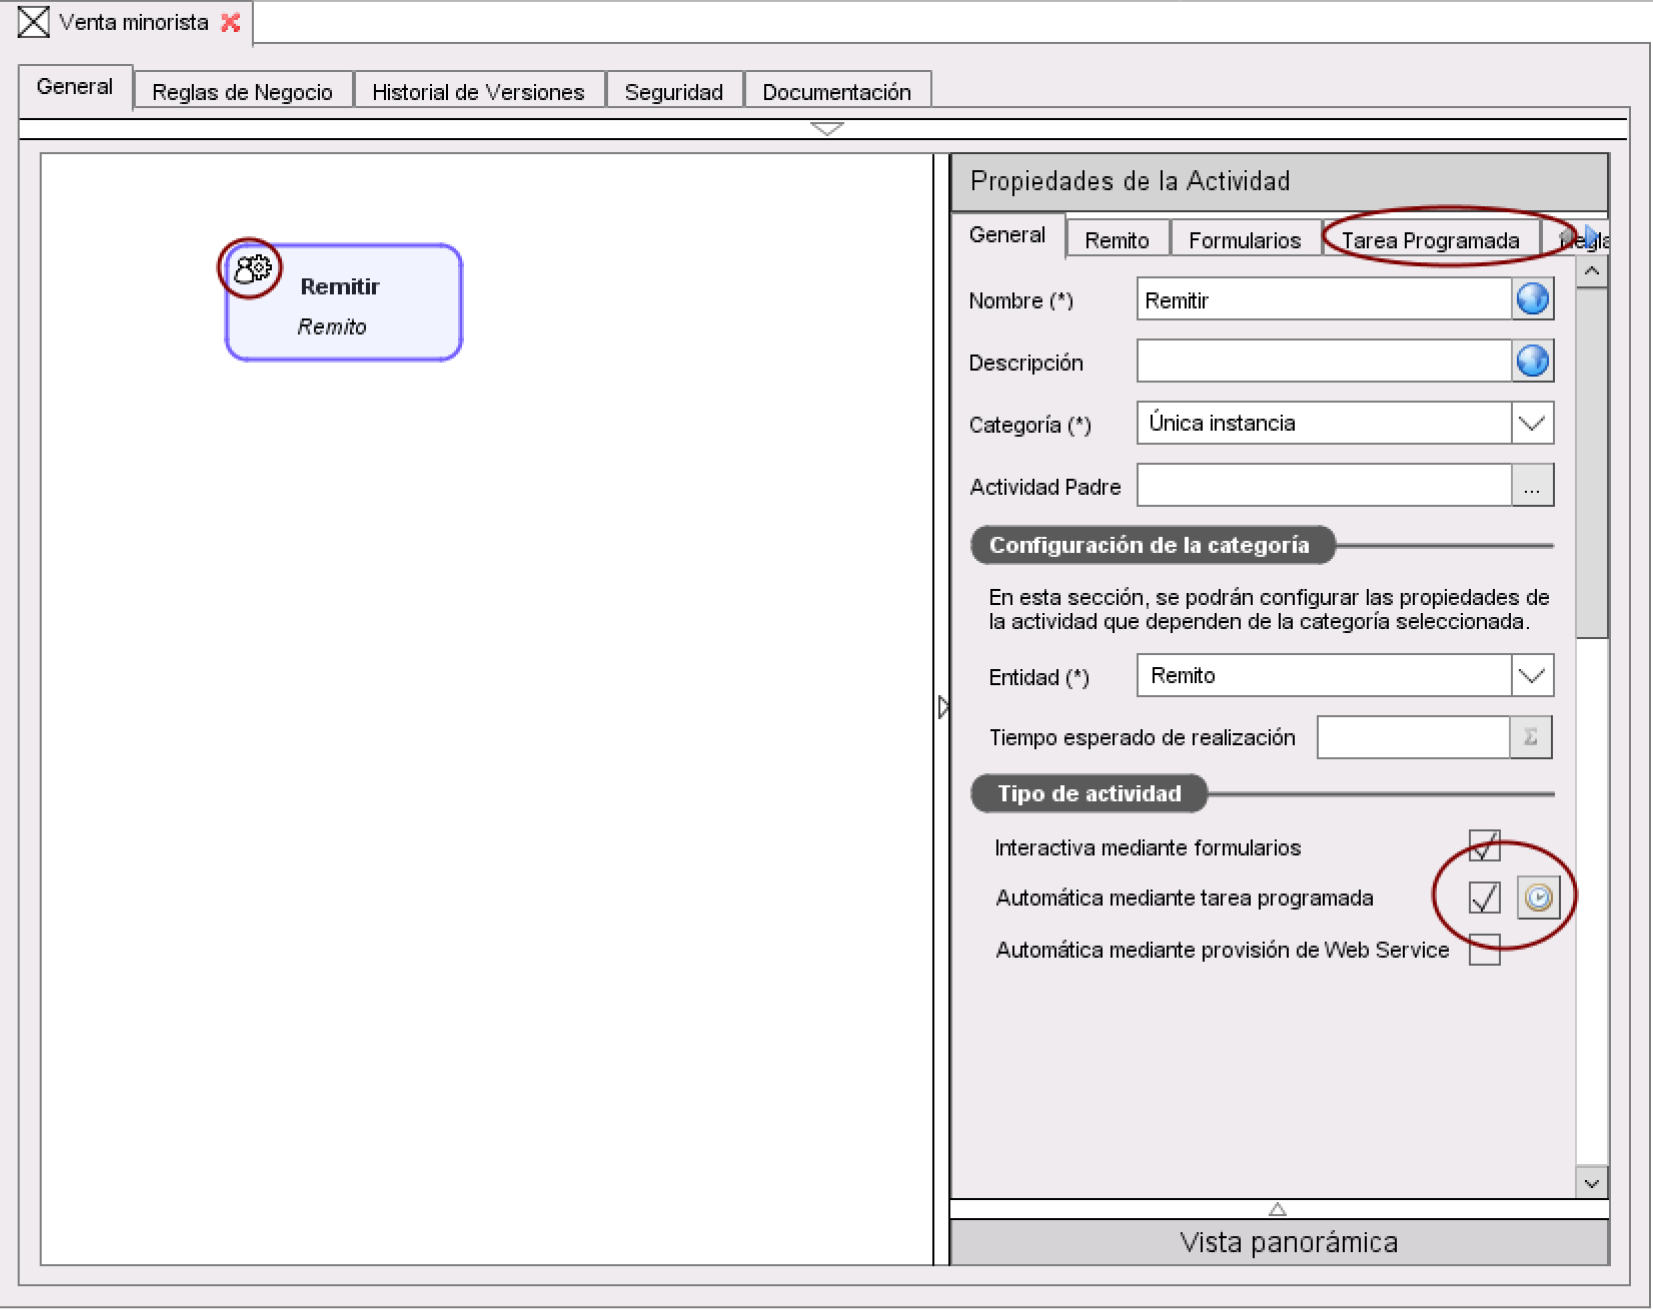 Venta minorista
General
Reglas de Negocio
Historial de Versiones
Seguridad
Documentación
Remitir
Remito
Propiedades de la Actividad
General
Remito
Formularios
Tarea Programada
Nombre (*)
Remitir
Descripción
Categoría (*)
Única instancia
Actividad Padre
...
Configuración de la categoría
En esta sección, se podrán configurar las propiedades de
la actividad que dependen de la categoría seleccionada.
Entidad (*)
Remito
Tiempo esperado de realización
Σ
Tipo de actividad
Interactiva mediante formularios
Automática mediante tarea programada
Automática mediante provisión de Web Service
Vista panorámica